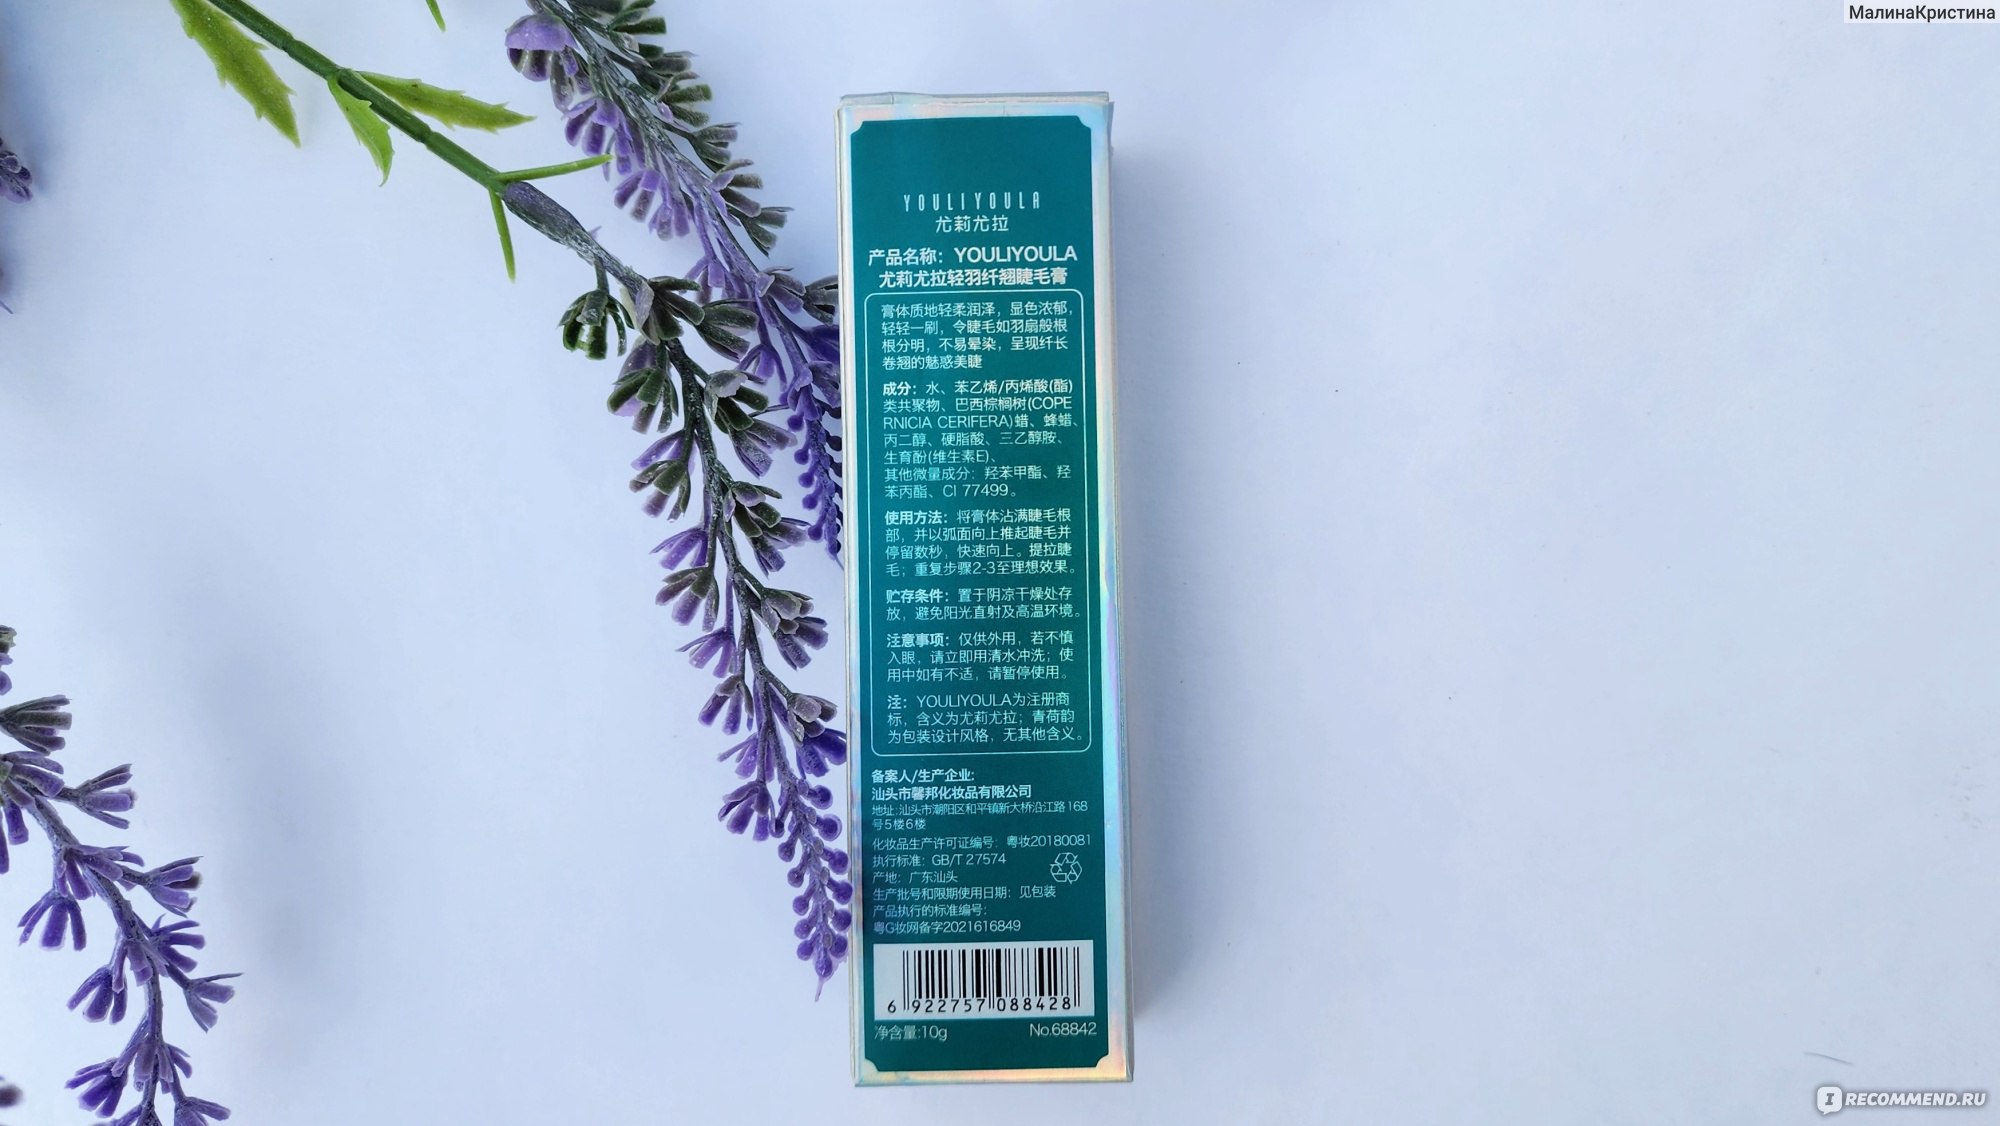 МалинаКристина
YOULIYOULA
尤莉尤拉
产品名称：YOULIYOULA
尤莉尤拉轻羽纤翘睫毛膏
膏体质地轻柔润泽，显色浓郁，
轻轻一刷，令睫毛如羽扇般根
根分明，不易晕染，呈现纤长
卷翘的魅惑美睫
成分：水、苯乙烯/丙烯酸(酯)
类共聚物、巴西棕榈树(COPE
RNICIA CERIFERA)蜡、蜂蜡、
丙二醇、硬脂酸、三乙醇胺、
生育酚(维生素E)、
其他微量成分：羟苯甲酯、羟
苯丙酯、CI 77499。
使用方法：将膏体沾满睫毛根
部，并以弧面向上推起睫毛并
停留数秒，快速向上。提拉睫
毛；重复步骤2-3至理想效果。
贮存条件：置于阴凉干燥处存
放，避免阳光直射及高温环境。
注意事项：仅供外用，若不慎
入眼，请立即用清水冲洗；使
用中如有不适，请暂停使用。
注：YOULIYOULA为注册商
标，含义为尤莉尤拉；青荷韵
为包装设计风格，无其他含义。
备案人/生产企业:
汕头市馨邦化妆品有限公司
地址:汕头市潮阳区和平镇新大桥沿江路168
号5楼6楼
化妆品生产许可证编号：粤妆20180081
执行标准：GB/T 27574
产地：广东汕头
生产批号和限期使用日期：见包装
产品执行的标准编号：
粤G妆网备字2021616849
6 922757 088428
净含量:10g No.68842
I RECOMMEND.RU